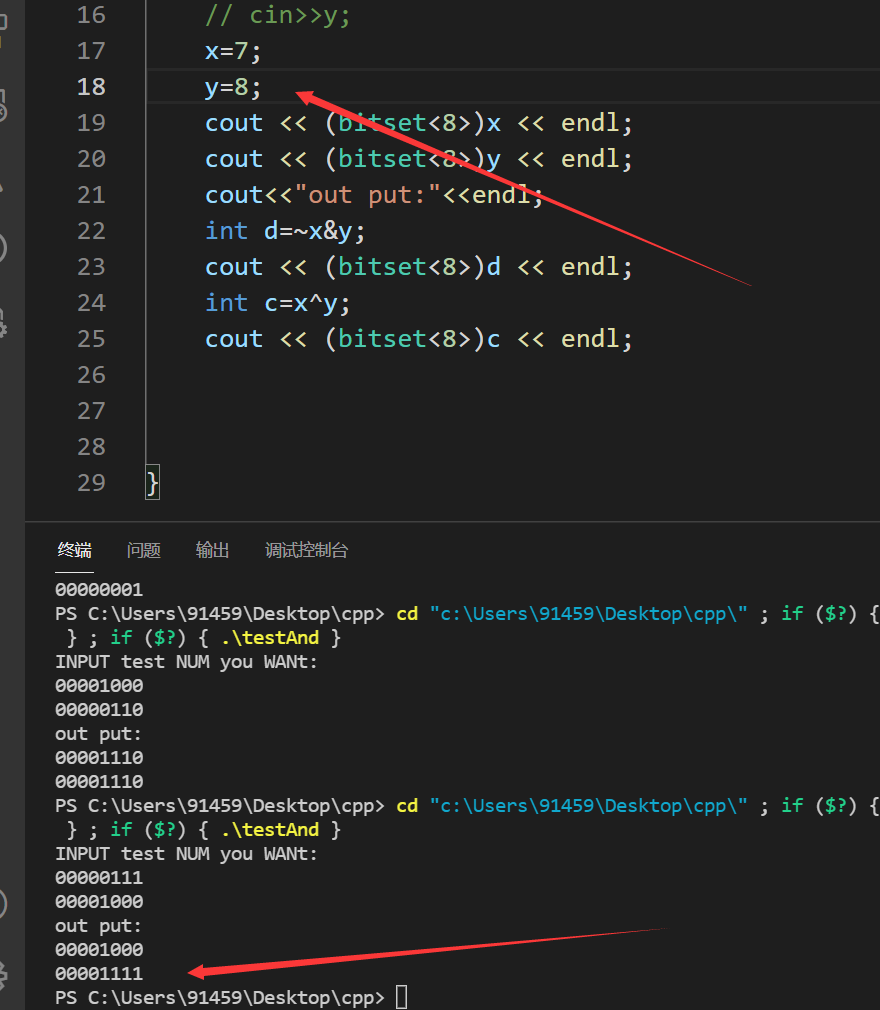 16 // cin>>y;
17 x=7;
18 y=8;
19 cout << (bitset<8>)x << endl;
20 cout << (bitset<8>)y << endl;
21 cout<<"out put:"<<endl;
22 int d=~x&y;
23 cout << (bitset<8>)d << endl;
24 int c=x^y;
25 cout << (bitset<8>)c << endl;
26
27
28
29 }
终端 问题 输出 调试控制台
00000001
PS C:\Users\91459\Desktop\cpp> cd "c:\Users\91459\Desktop\cpp\" ; if ($?) {
} ; if ($?) { .\testAnd }
INPUT test NUM you WANt:
00001000
00000110
out put:
00001110
00001110
PS C:\Users\91459\Desktop\cpp> cd "c:\Users\91459\Desktop\cpp\" ; if ($?) {
} ; if ($?) { .\testAnd }
INPUT test NUM you WANt:
00000111
00001000
out put:
00001000
00001111
PS C:\Users\91459\Desktop\cpp>